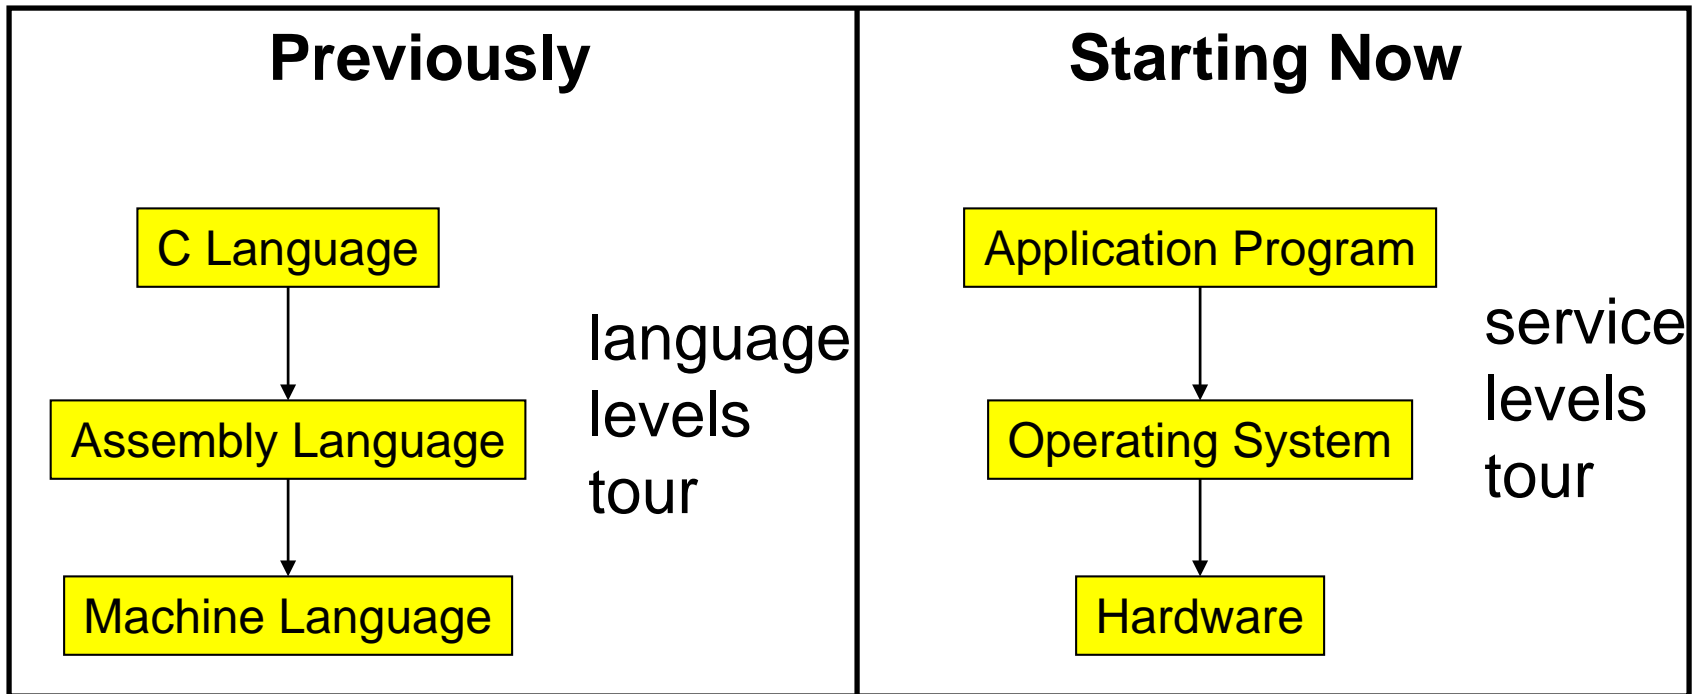 Previously
C Language
Assembly Language
Machine Language
language
levels
tour
Starting Now
Application Program
Operating System
Hardware
service
levels
tour